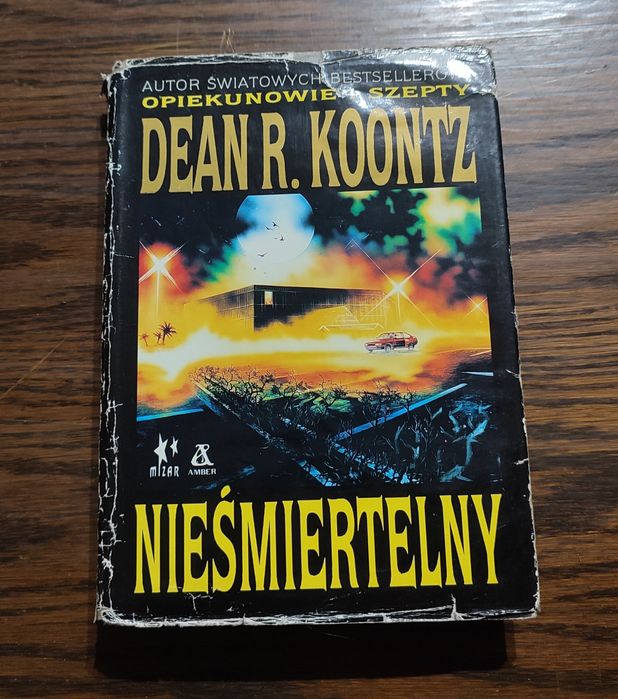 AUTOR ŚWIATOWYCH BESTSELLERÓW
OPIEKUNOWIE I SZEPTY
DEAN R. KOONTZ
MIZAR
AMBER
NIEŚMIERTELNY